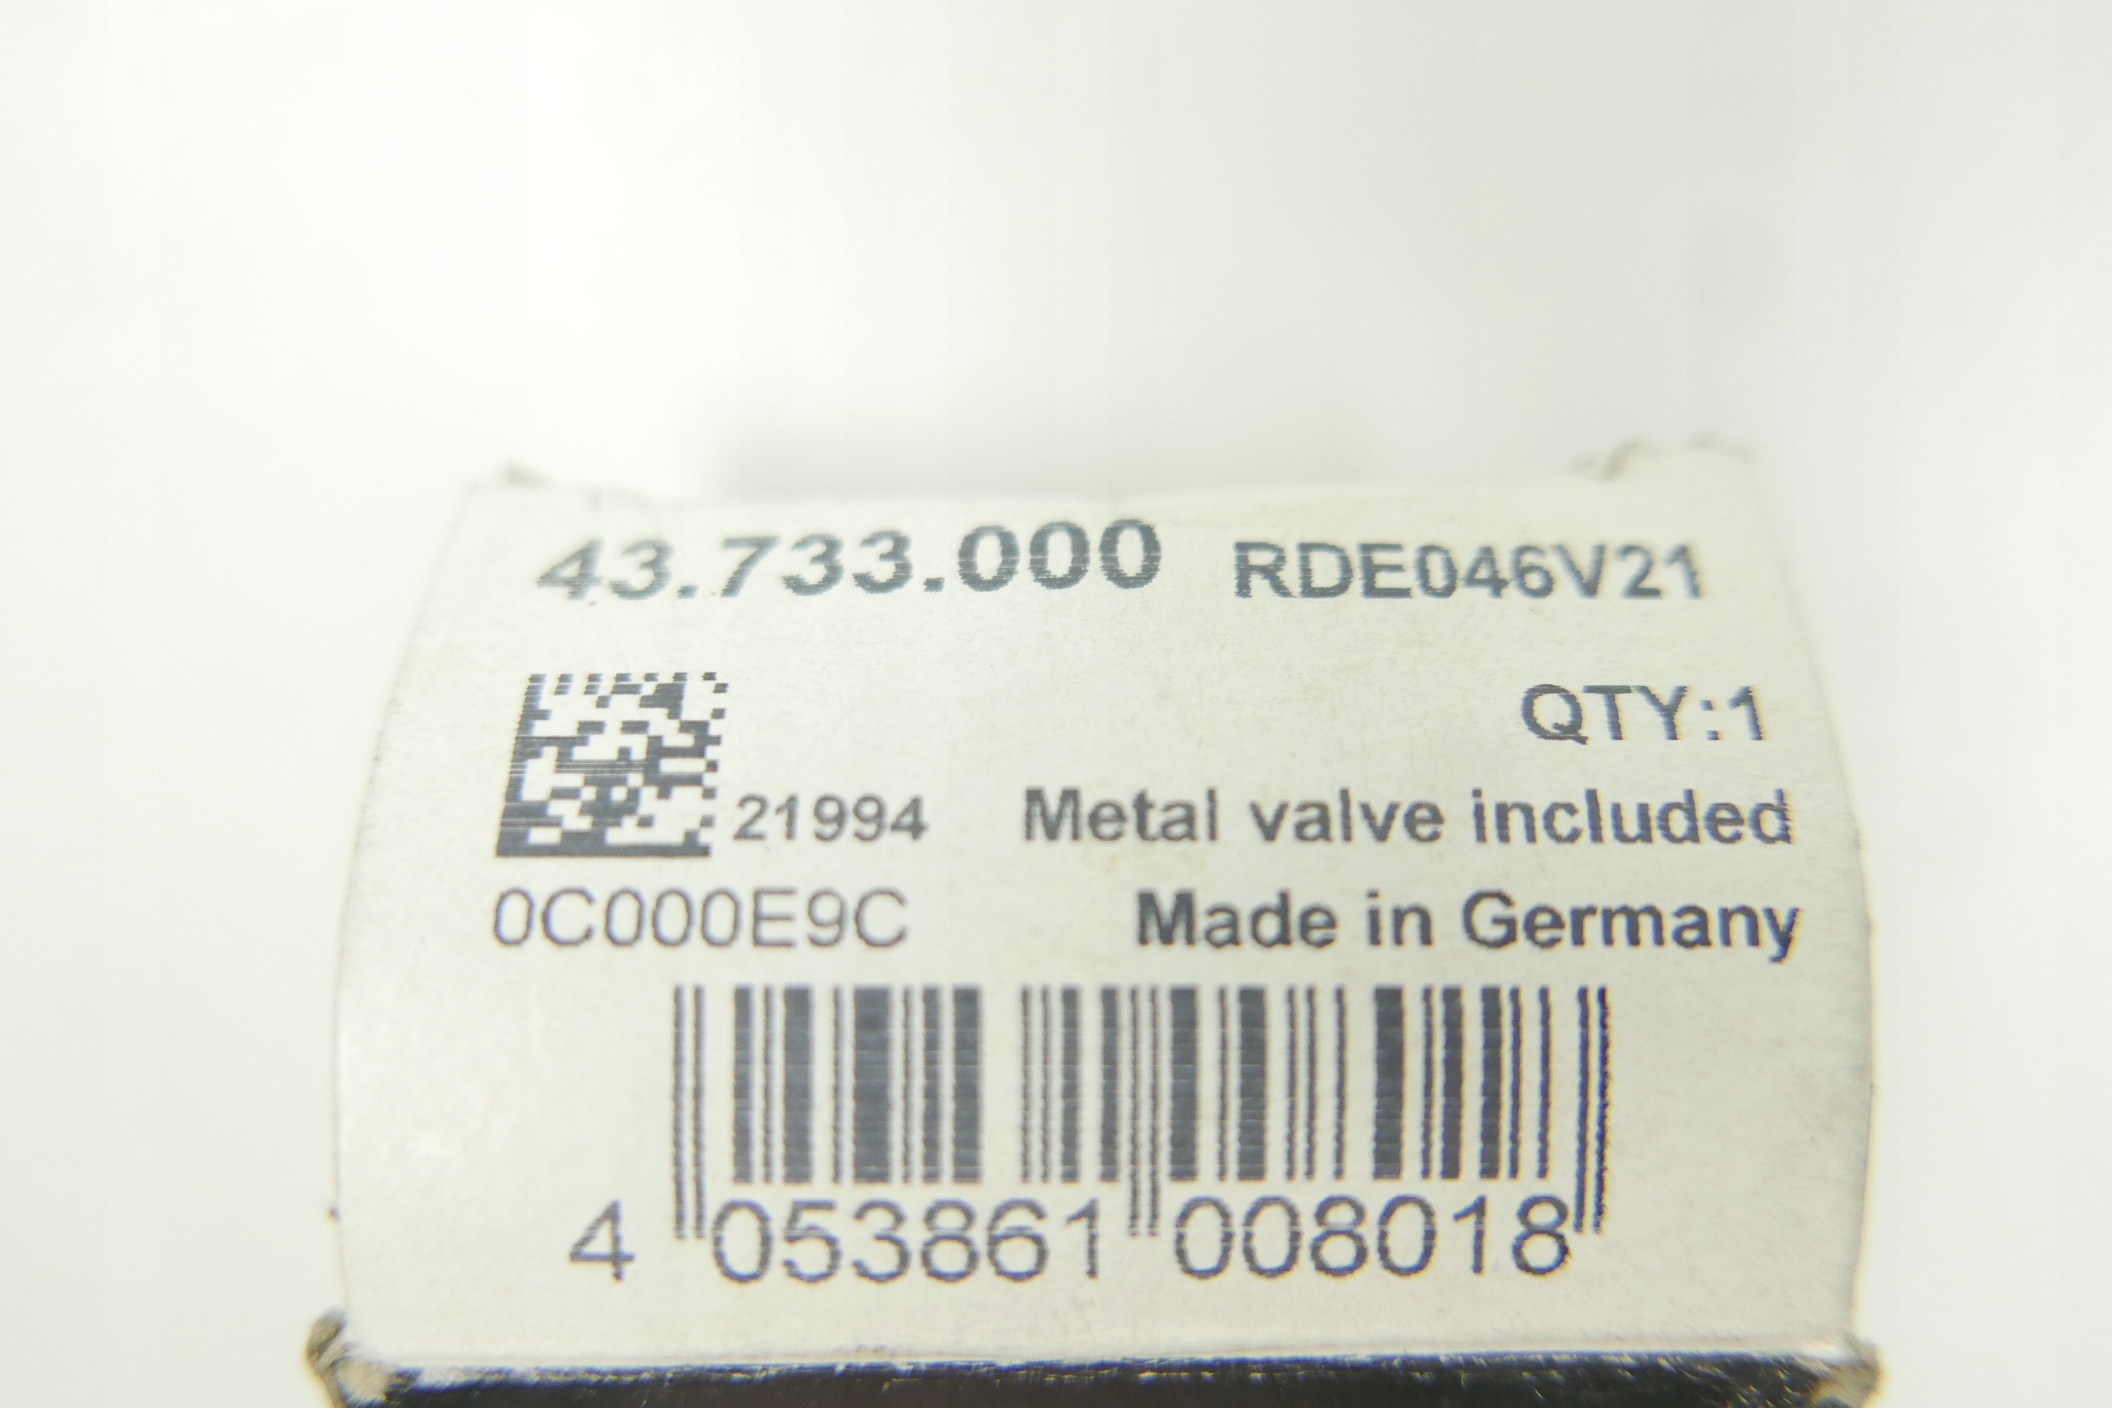 43.733.000 RDE046V21
QTY:1
21994 Metal valve included
0C000E9C Made in Germany
4 053861 008018